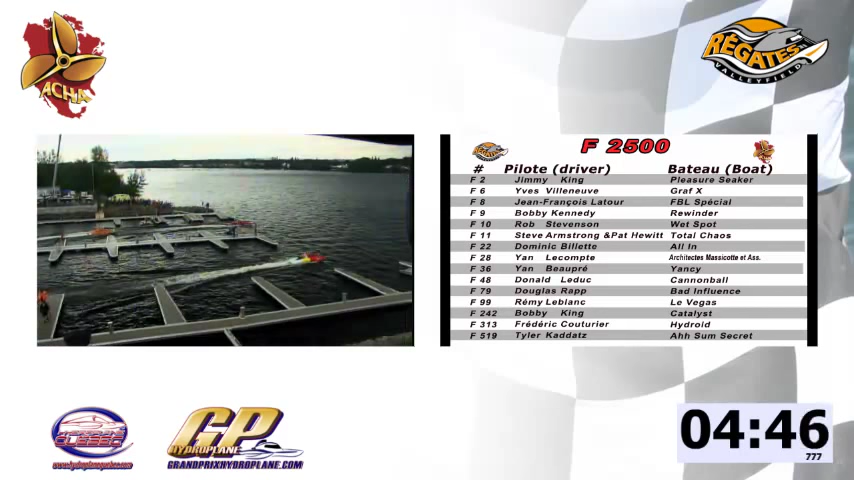 ACHA
RÉGATES
VALLEYFIELD
RÉGATES
F 2500
# Pilote (driver) Bateau (Boat)
F 2 Jimmy King Pleasure Seaker
F 6 Yves Villeneuve Graf X
F 8 Jean-François Latour FBL Spécial
F 9 Bobby Kennedy Rewinder
F 10 Rob Stevenson Wet Spot
F 11 Steve Armstrong &Pat Hewitt Total Chaos
F 22 Dominic Billette All In
F 28 Yan Lecompte Architectes Massicotte et Ass.
F 36 Yan Beaupré Yancy
F 48 Donald Leduc Cannonball
F 79 Douglas Rapp Bad Influence
F 99 Rémy Leblanc Le Vegas
F 242 Bobby King Catalyst
F 313 Frédéric Couturier Hydroid
F 519 Tyler Kaddatz Ahh Sum Secret
GP
HYDROPLANE
GRANDPRIXHYDROPLANE.COM
04:46
777